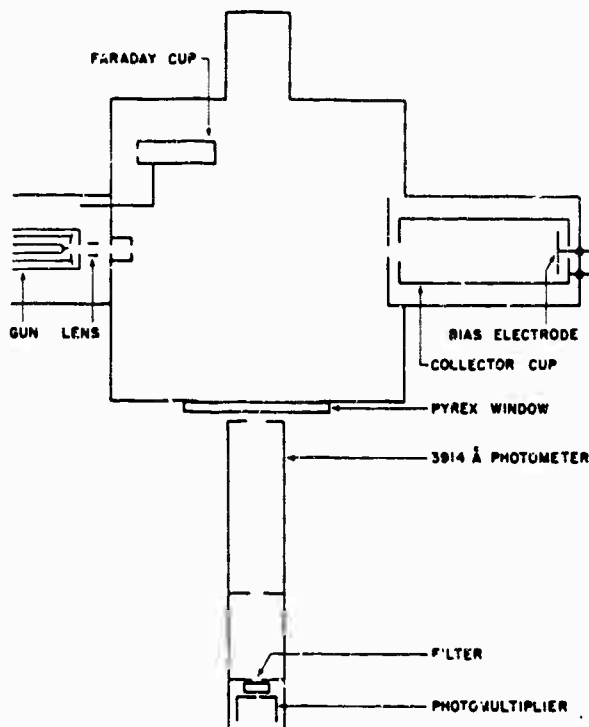 FARADAY CUP
GUN
LENS
BIAS ELECTRODE
COLLECTOR CUP
PYREX WINDOW
3914 Å PHOTOMETER
FILTER
PHOTOMULTIPLIER